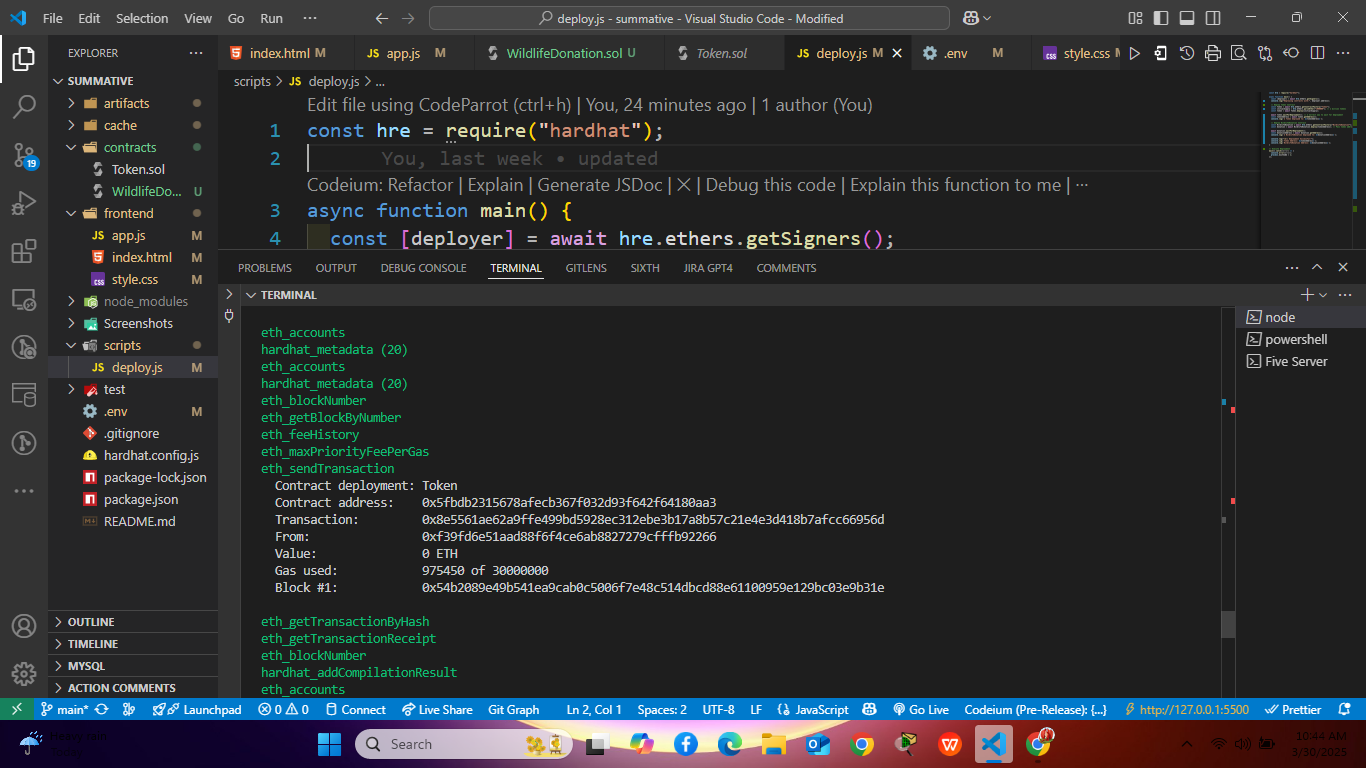 File Edit Selection View Go Run ··· deploy.js - summative - Visual Studio Code - Modified
EXPLORER ···
index.html M app.js M WildlifeDonation.sol U Token.sol deploy.js M .env M style.css M ···
scripts > deploy.js > ...
SUMMATIVE
artifacts
cache
contracts
Token.sol
WildlifeDo... U
frontend
app.js M
index.html M
style.css M
node_modules
Screenshots
scripts
deploy.js M
test
.env M
.gitignore
hardhat.config.js
package-lock.json
package.json
README.md
OUTLINE
TIMELINE
MYSQL
ACTION COMMENTS
19
Edit file using CodeParrot (ctrl+h) | You, 24 minutes ago | 1 author (You)
1 const hre = require("hardhat");
2 You, last week • updated
Codeium: Refactor | Explain | Generate JSDoc | X | Debug this code | Explain this function to me | ···
3 async function main() {
4 const [deployer] = await hre.ethers.getSigners();
PROBLEMS OUTPUT DEBUG CONSOLE TERMINAL GITLENS SIXTH JIRA GPT4 COMMENTS ···
TERMINAL ···
eth_accounts
hardhat_metadata (20)
eth_accounts
hardhat_metadata (20)
eth_blockNumber
eth_getBlockByNumber
eth_feeHistory
eth_maxPriorityFeePerGas
eth_sendTransaction
Contract deployment: Token
Contract address: 0x5fbdb2315678afecb367f032d93f642f64180aa3
Transaction: 0x8e5561ae62a9ffe499bd5928ec312ebe3b17a8b57c21e4e3d418b7afcc66956d
From: 0xf39fd6e51aad88f6f4ce6ab8827279cfffb92266
Value: 0 ETH
Gas used: 975450 of 30000000
Block #1: 0x54b2089e49b541ea9cab0c5006f7e48c514dbcd88e61100959e129bc03e9b31e
eth_getTransactionByHash
eth_getTransactionReceipt
eth_blockNumber
hardhat_addCompilationResult
eth_accounts
node
powershell
Five Server
main* Launchpad 0 0 Connect Live Share Git Graph Ln 2, Col 1 Spaces: 2 UTF-8 LF {} JavaScript Go Live Codeium (Pre-Release): {...} http://127.0.0.1:5500 Prettier
Search
10:44 AM
3/30/2025